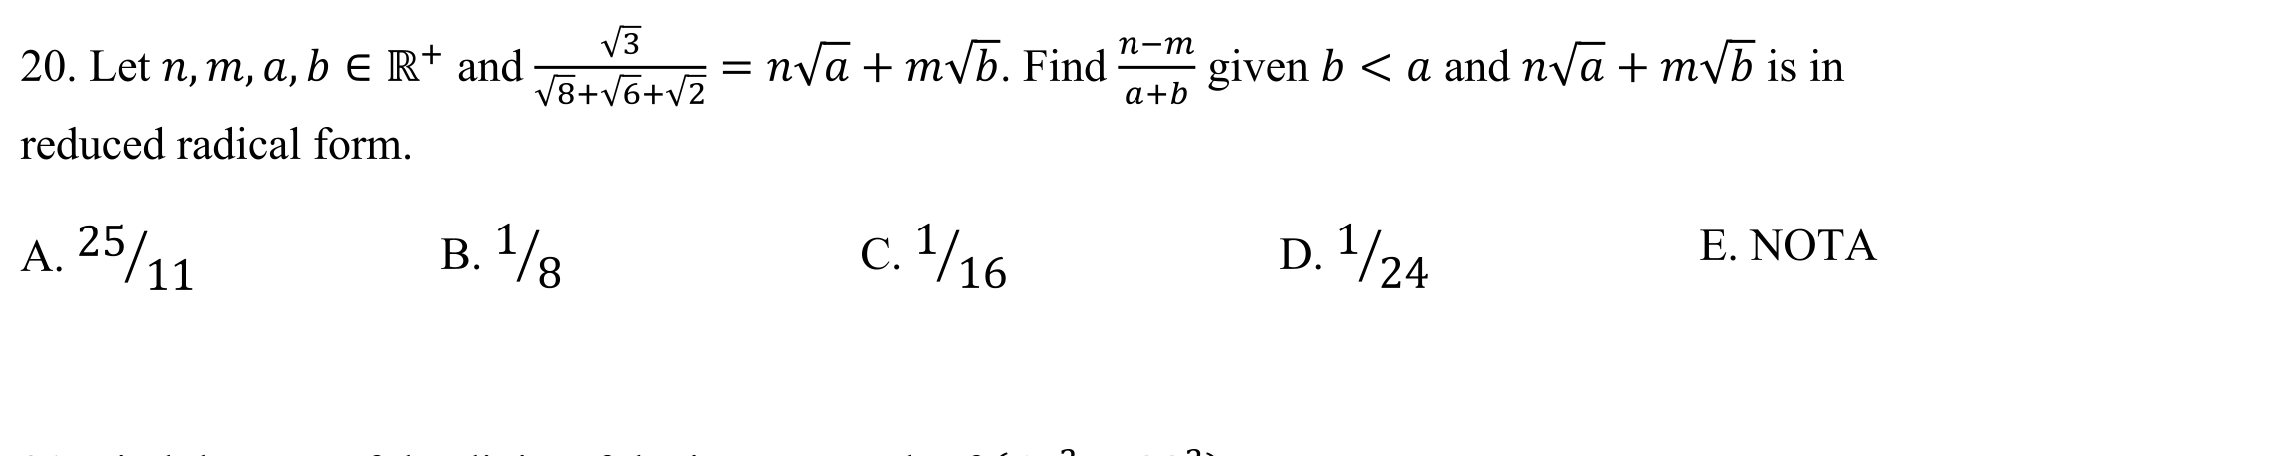 20. Let n, m, a, b ∈ ℝ⁺ and √3/(√8+√6+√2) = n√a + m√b. Find (n−m)/(a+b) given b < a and n√a + m√b is in
reduced radical form.
A. 25/11 B. 1/8 C. 1/16 D. 1/24 E. NOTA